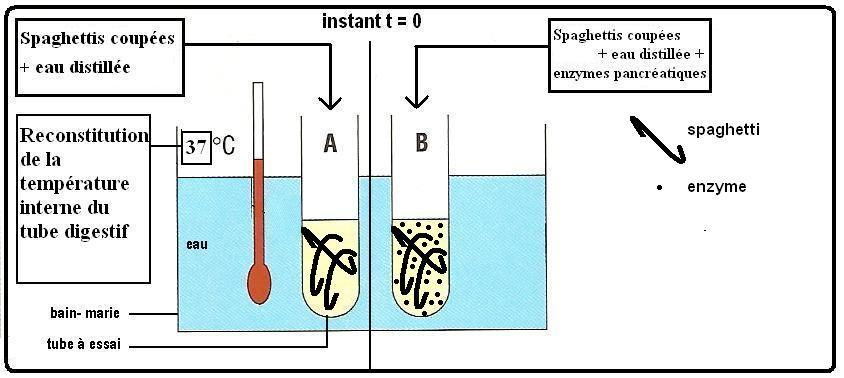 instant t = 0
Spaghettis coupées
+ eau distillée
Spaghettis coupées
+ eau distillée +
enzymes pancréatiques
Reconstitution
de la
température
interne du
tube digestif
37 °C
A
B
spaghetti
enzyme
eau
bain- marie
tube à essai